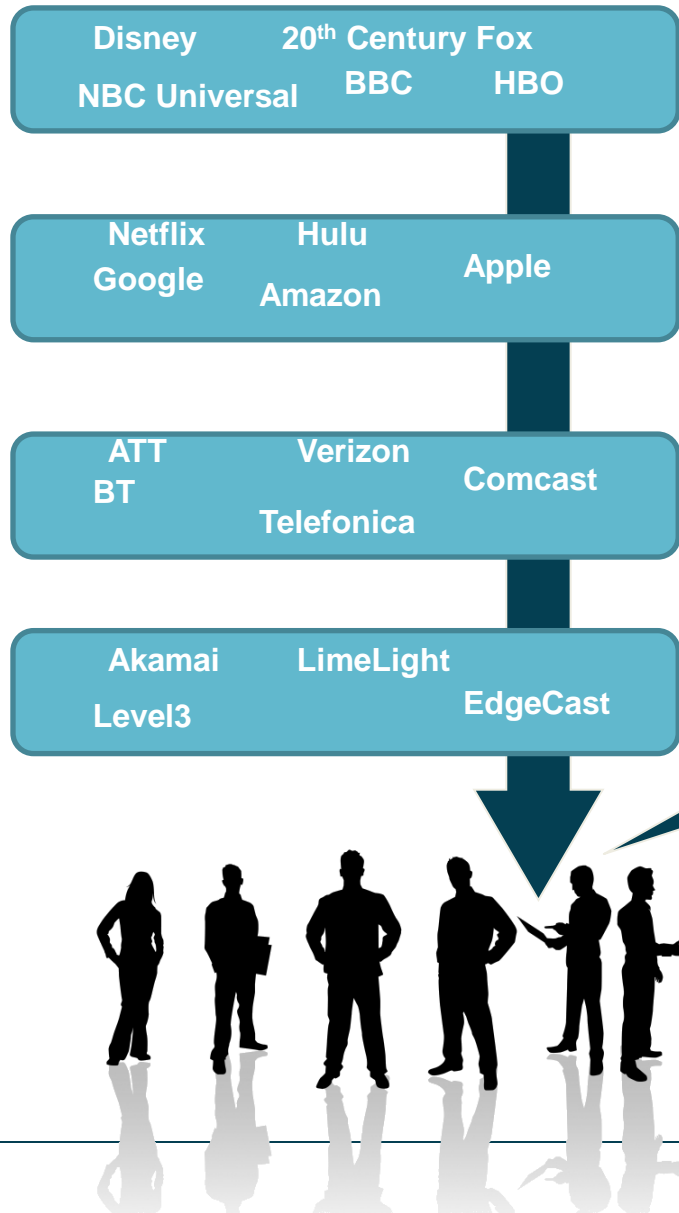 Disney 20th Century Fox
NBC Universal BBC HBO
Netflix Hulu
Google Amazon Apple
ATT Verizon
BT Telefonica Comcast
Akamai LimeLight
Level3 EdgeCast